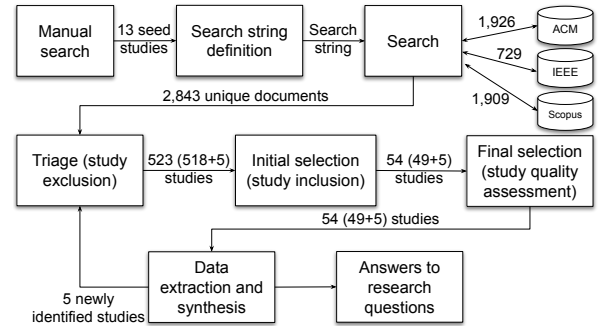 Manual
search
13 seed
studies
Search string
definition
Search
string
Search
1,926
729
1,909
ACM
IEEE
Scopus
2,843 unique documents
Triage (study
exclusion)
523 (518+5)
studies
Initial selection
(study inclusion)
54 (49+5)
studies
Final selection
(study quality
assessment)
54 (49+5) studies
5 newly
identified studies
Data
extraction and
synthesis
Answers to
research
questions